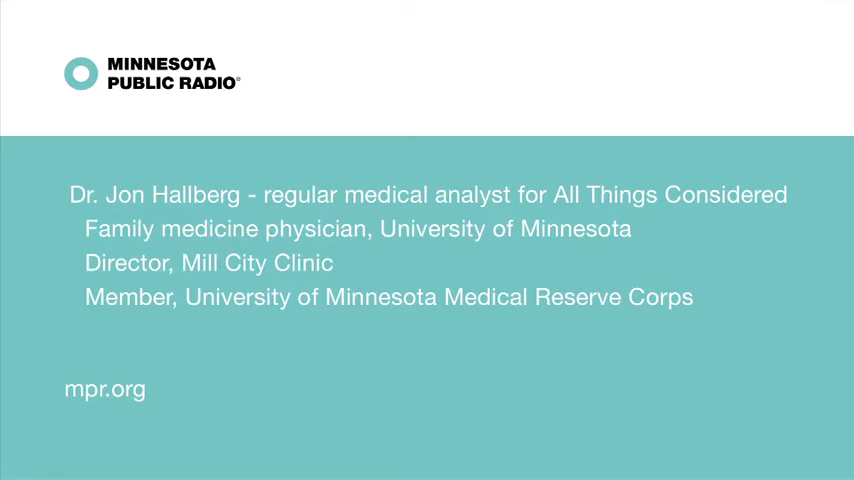 MINNESOTA
PUBLIC RADIO®
Dr. Jon Hallberg - regular medical analyst for All Things Considered
Family medicine physician, University of Minnesota
Director, Mill City Clinic
Member, University of Minnesota Medical Reserve Corps
mpr.org